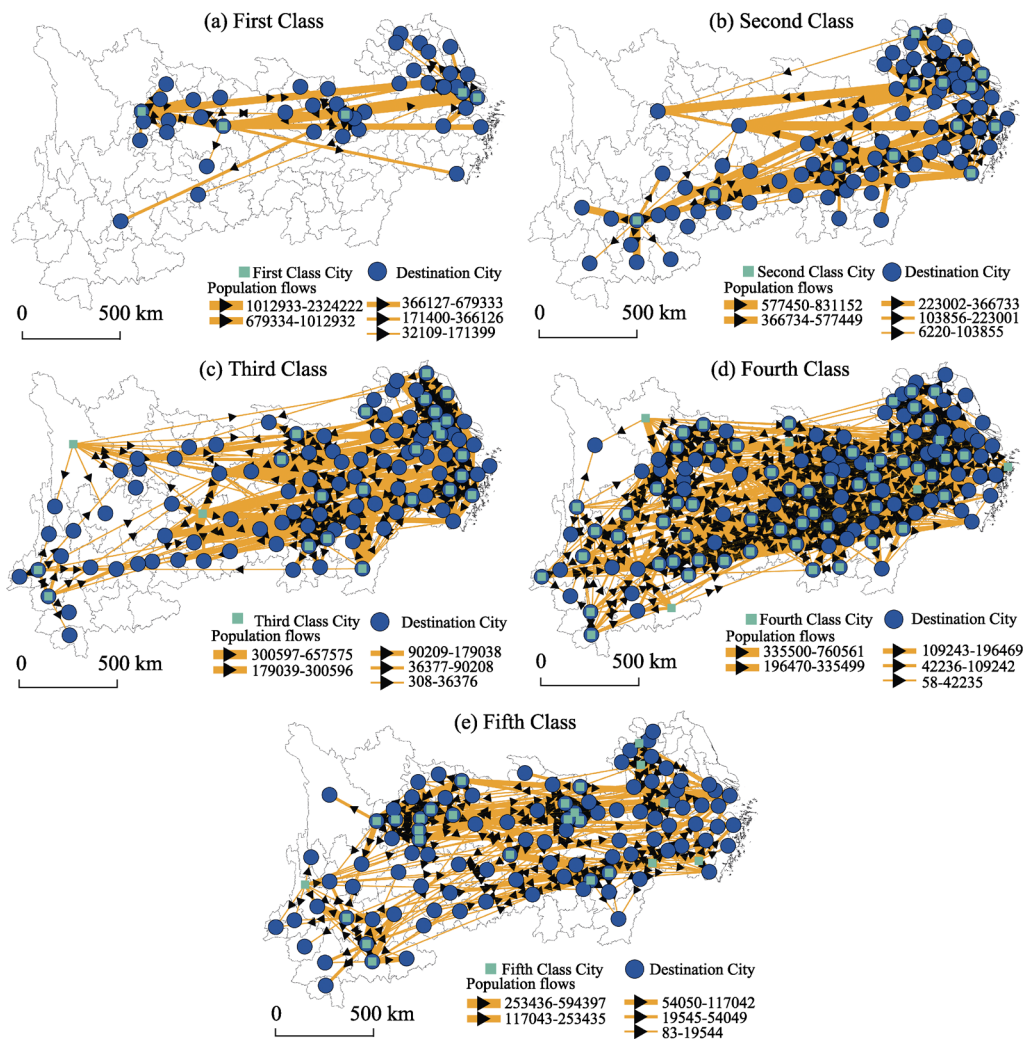 (a) First Class
First Class City
Destination City
Population flows
1012933-2324222
679334-1012932
366127-679333
171400-366126
32109-171399
0
500 km
(b) Second Class
Second Class City
Destination City
Population flows
577450-831152
366734-577449
223002-366733
103856-223001
6220-103855
0
500 km
(c) Third Class
Third Class City
Destination City
Population flows
300597-657575
179039-300596
90209-179038
36377-90208
308-36376
0
500 km
(d) Fourth Class
Fourth Class City
Destination City
Population flows
335500-760561
196470-335499
109243-196469
42236-109242
58-42235
0
500 km
(e) Fifth Class
Fifth Class City
Destination City
Population flows
253436-594397
117043-253435
54050-117042
19545-54049
83-19544
0
500 km